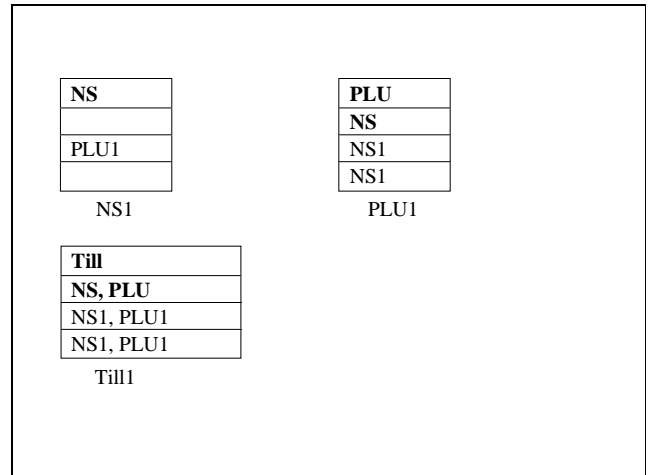 NS
PLU1
NS1
PLU
NS
NS1
NS1
PLU1
Till
NS, PLU
NS1, PLU1
NS1, PLU1
Till1